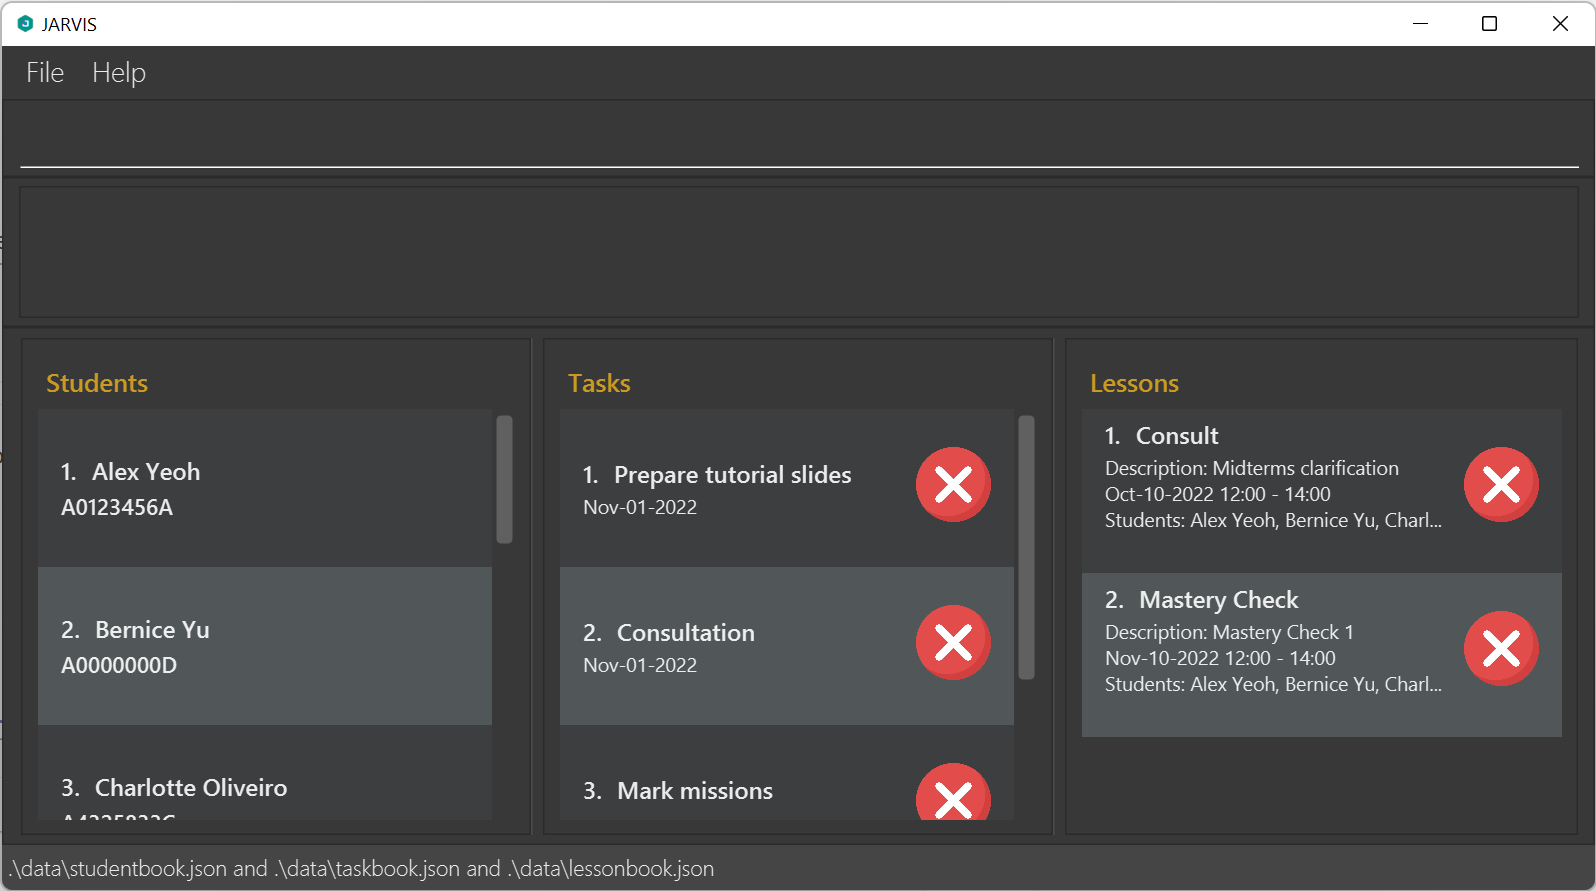 JARVIS
File Help
Students
1. Alex Yeoh
A0123456A
2. Bernice Yu
A0000000D
3. Charlotte Oliveiro
Tasks
1. Prepare tutorial slides
Nov-01-2022
2. Consultation
Nov-01-2022
3. Mark missions
Lessons
1. Consult
Description: Midterms clarification
Oct-10-2022 12:00 - 14:00
Students: Alex Yeoh, Bernice Yu, Charl...
2. Mastery Check
Description: Mastery Check 1
Nov-10-2022 12:00 - 14:00
Students: Alex Yeoh, Bernice Yu, Charl...
.\data\studentbook.json and .\data\taskbook.json and .\data\lessonbook.json